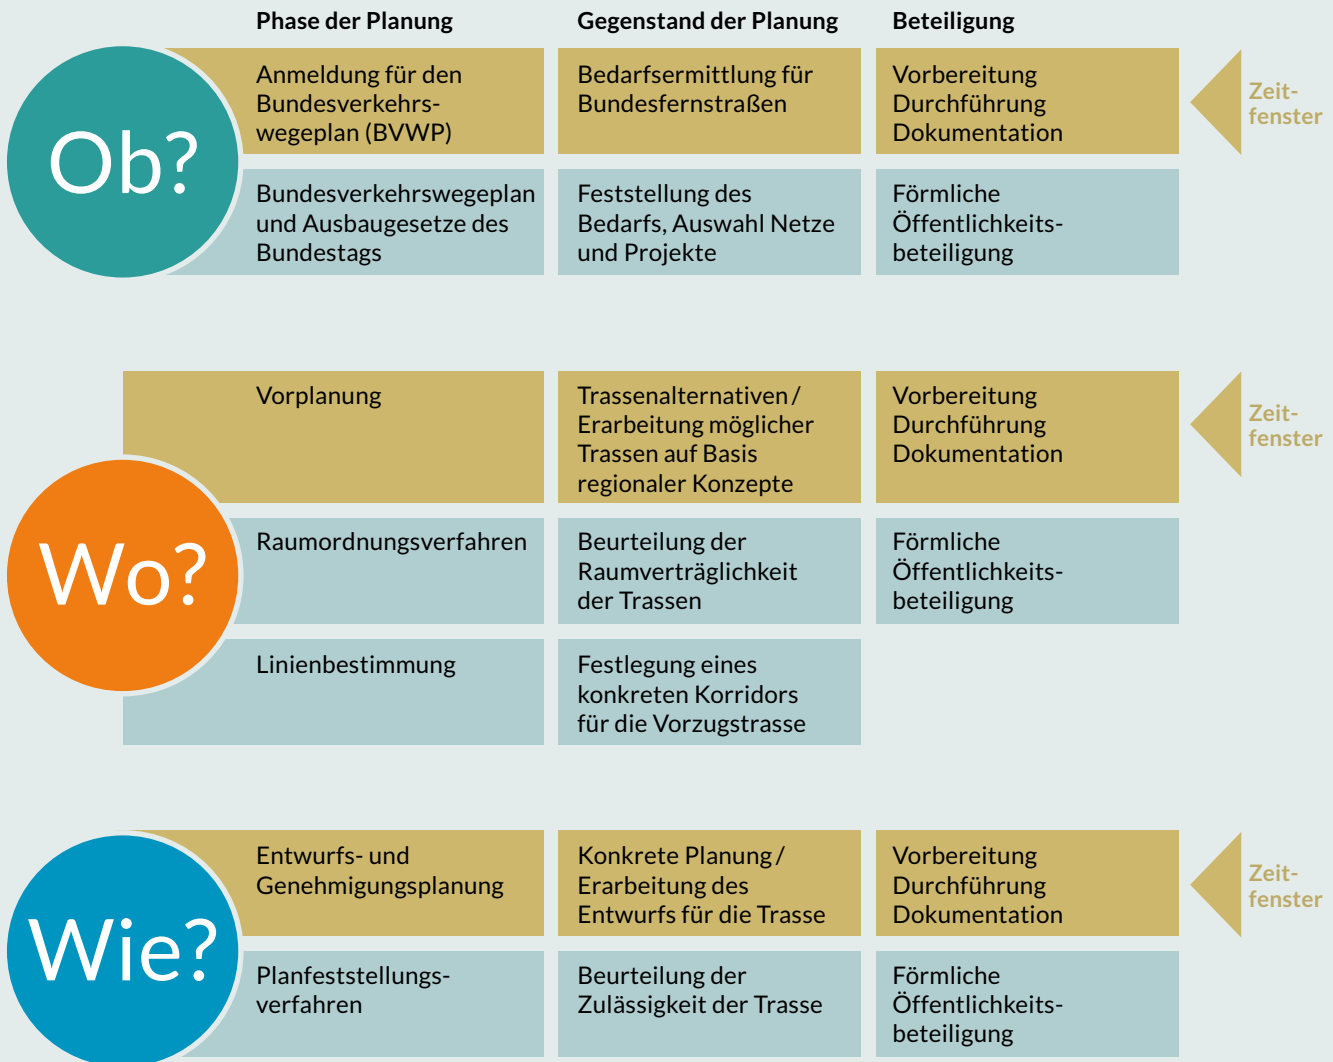 Phase der Planung
Gegenstand der Planung
Beteiligung
Ob?
Anmeldung für den
Bundesverkehrs-
wegeplan (BVWP)
Bedarfsermittlung für
Bundesfernstraßen
Vorbereitung
Durchführung
Dokumentation
Zeit-
fenster
Bundesverkehrswegeplan
und Ausbaugesetze des
Bundestags
Feststellung des
Bedarfs, Auswahl Netze
und Projekte
Förmliche
Öffentlichkeits-
beteiligung
Wo?
Vorplanung
Trassenalternativen /
Erarbeitung möglicher
Trassen auf Basis
regionaler Konzepte
Vorbereitung
Durchführung
Dokumentation
Zeit-
fenster
Raumordnungsverfahren
Beurteilung der
Raumverträglichkeit
der Trassen
Förmliche
Öffentlichkeits-
beteiligung
Linienbestimmung
Festlegung eines
konkreten Korridors
für die Vorzugstrasse
Wie?
Entwurfs- und
Genehmigungsplanung
Konkrete Planung /
Erarbeitung des
Entwurfs für die Trasse
Vorbereitung
Durchführung
Dokumentation
Zeit-
fenster
Planfeststellungs-
verfahren
Beurteilung der
Zulässigkeit der Trasse
Förmliche
Öffentlichkeits-
beteiligung